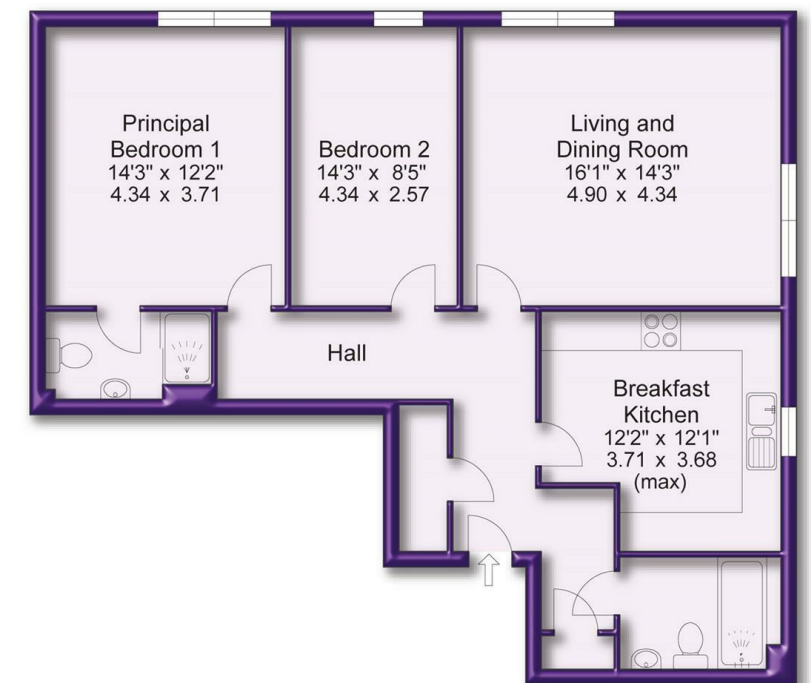 Principal
Bedroom 1
14'3" x 12'2"
4.34 x 3.71
Bedroom 2
14'3" x 8'5"
4.34 x 2.57
Living and
Dining Room
16'1" x 14'3"
4.90 x 4.34
Hall
Breakfast
Kitchen
12'2" x 12'1"
3.71 x 3.68
(max)